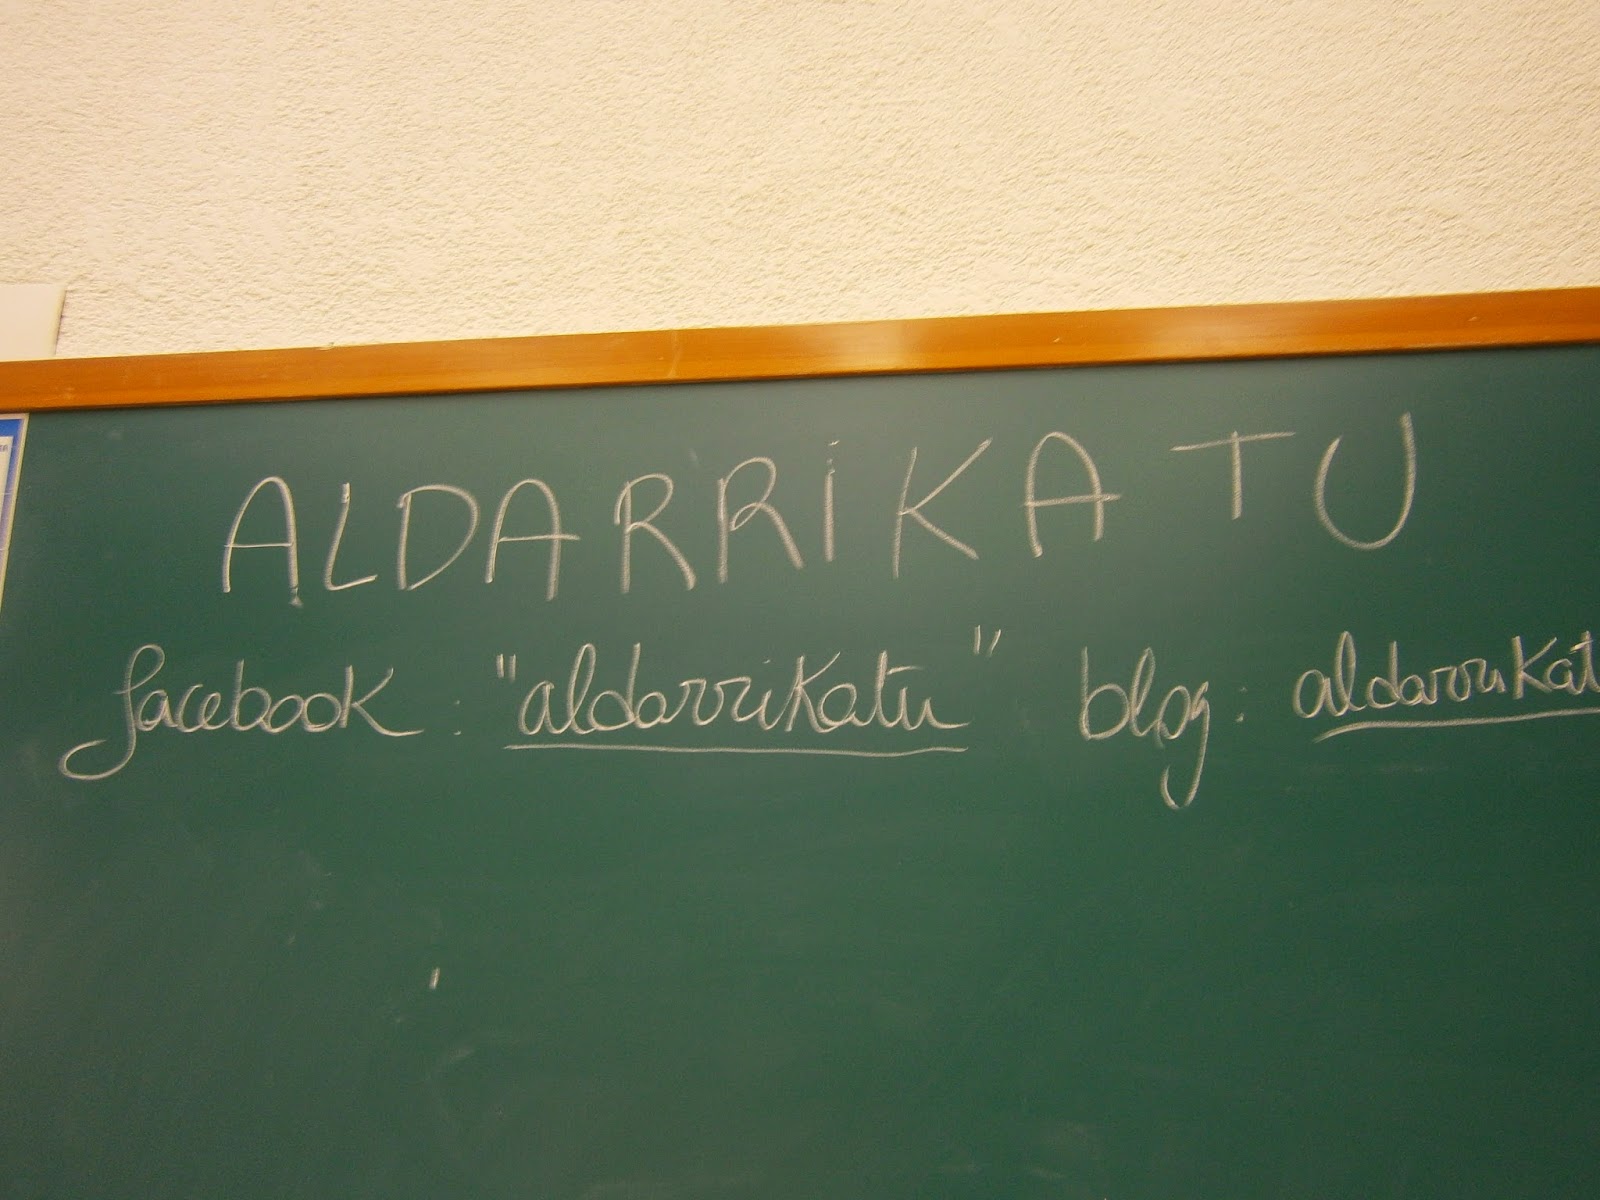 ALDARRiKATU
facebook : "aldarrikatu" blog : aldarrikat